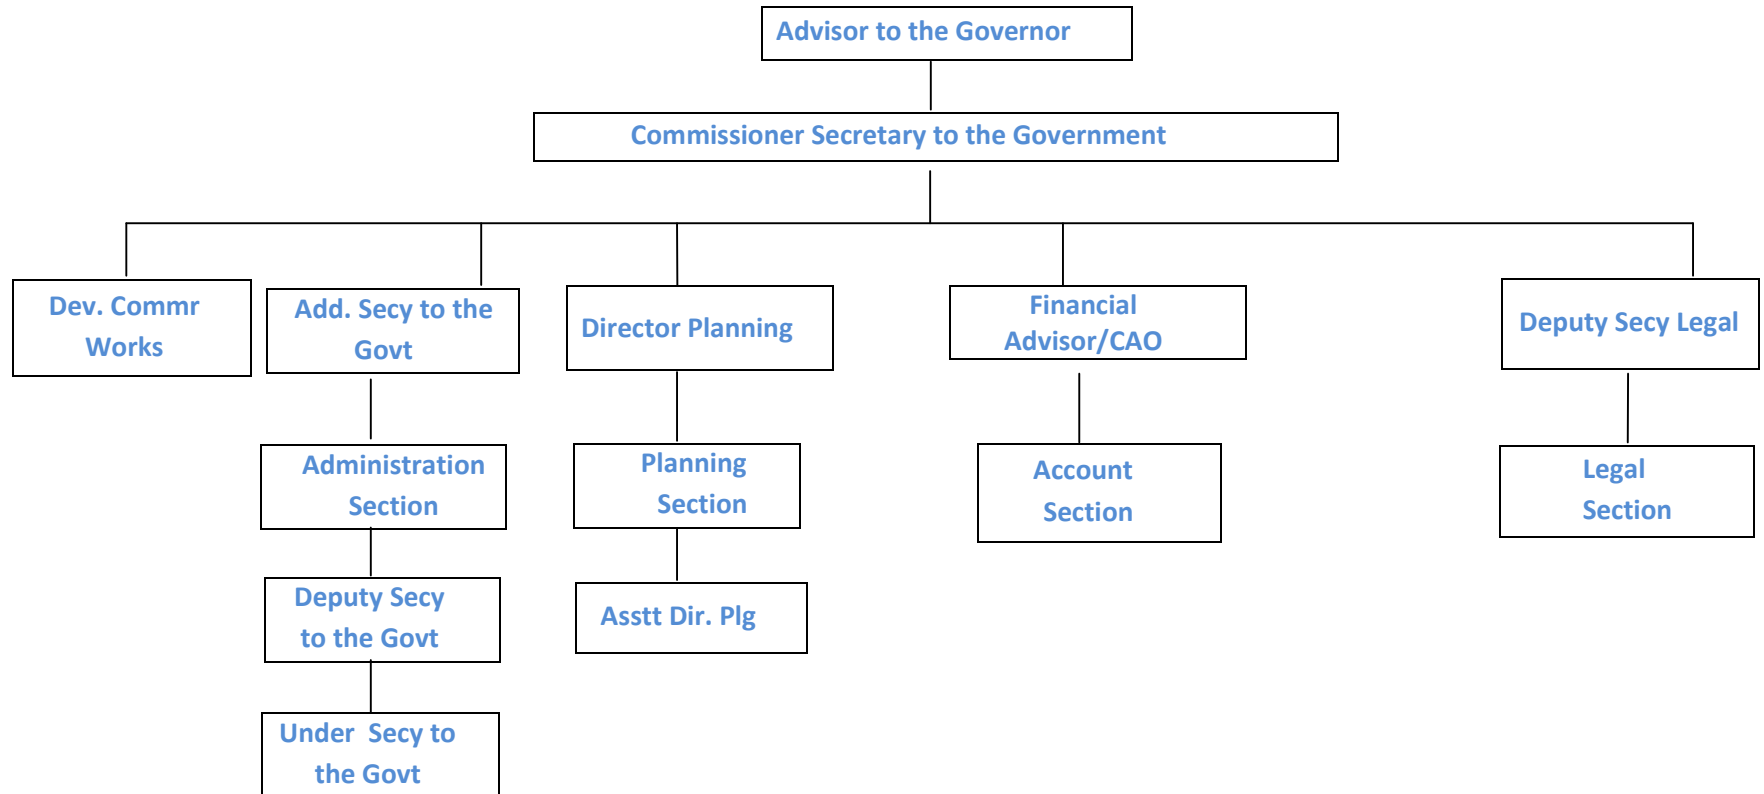 Advisor to the Governor
Commissioner Secretary to the Government
Dev. Commr
Works
Add. Secy to the
Govt
Director Planning
Financial
Advisor/CAO
Deputy Secy Legal
Administration
Section
Planning
Section
Account
Section
Legal
Section
Deputy Secy
to the Govt
Asstt Dir. Plg
Under Secy to
the Govt